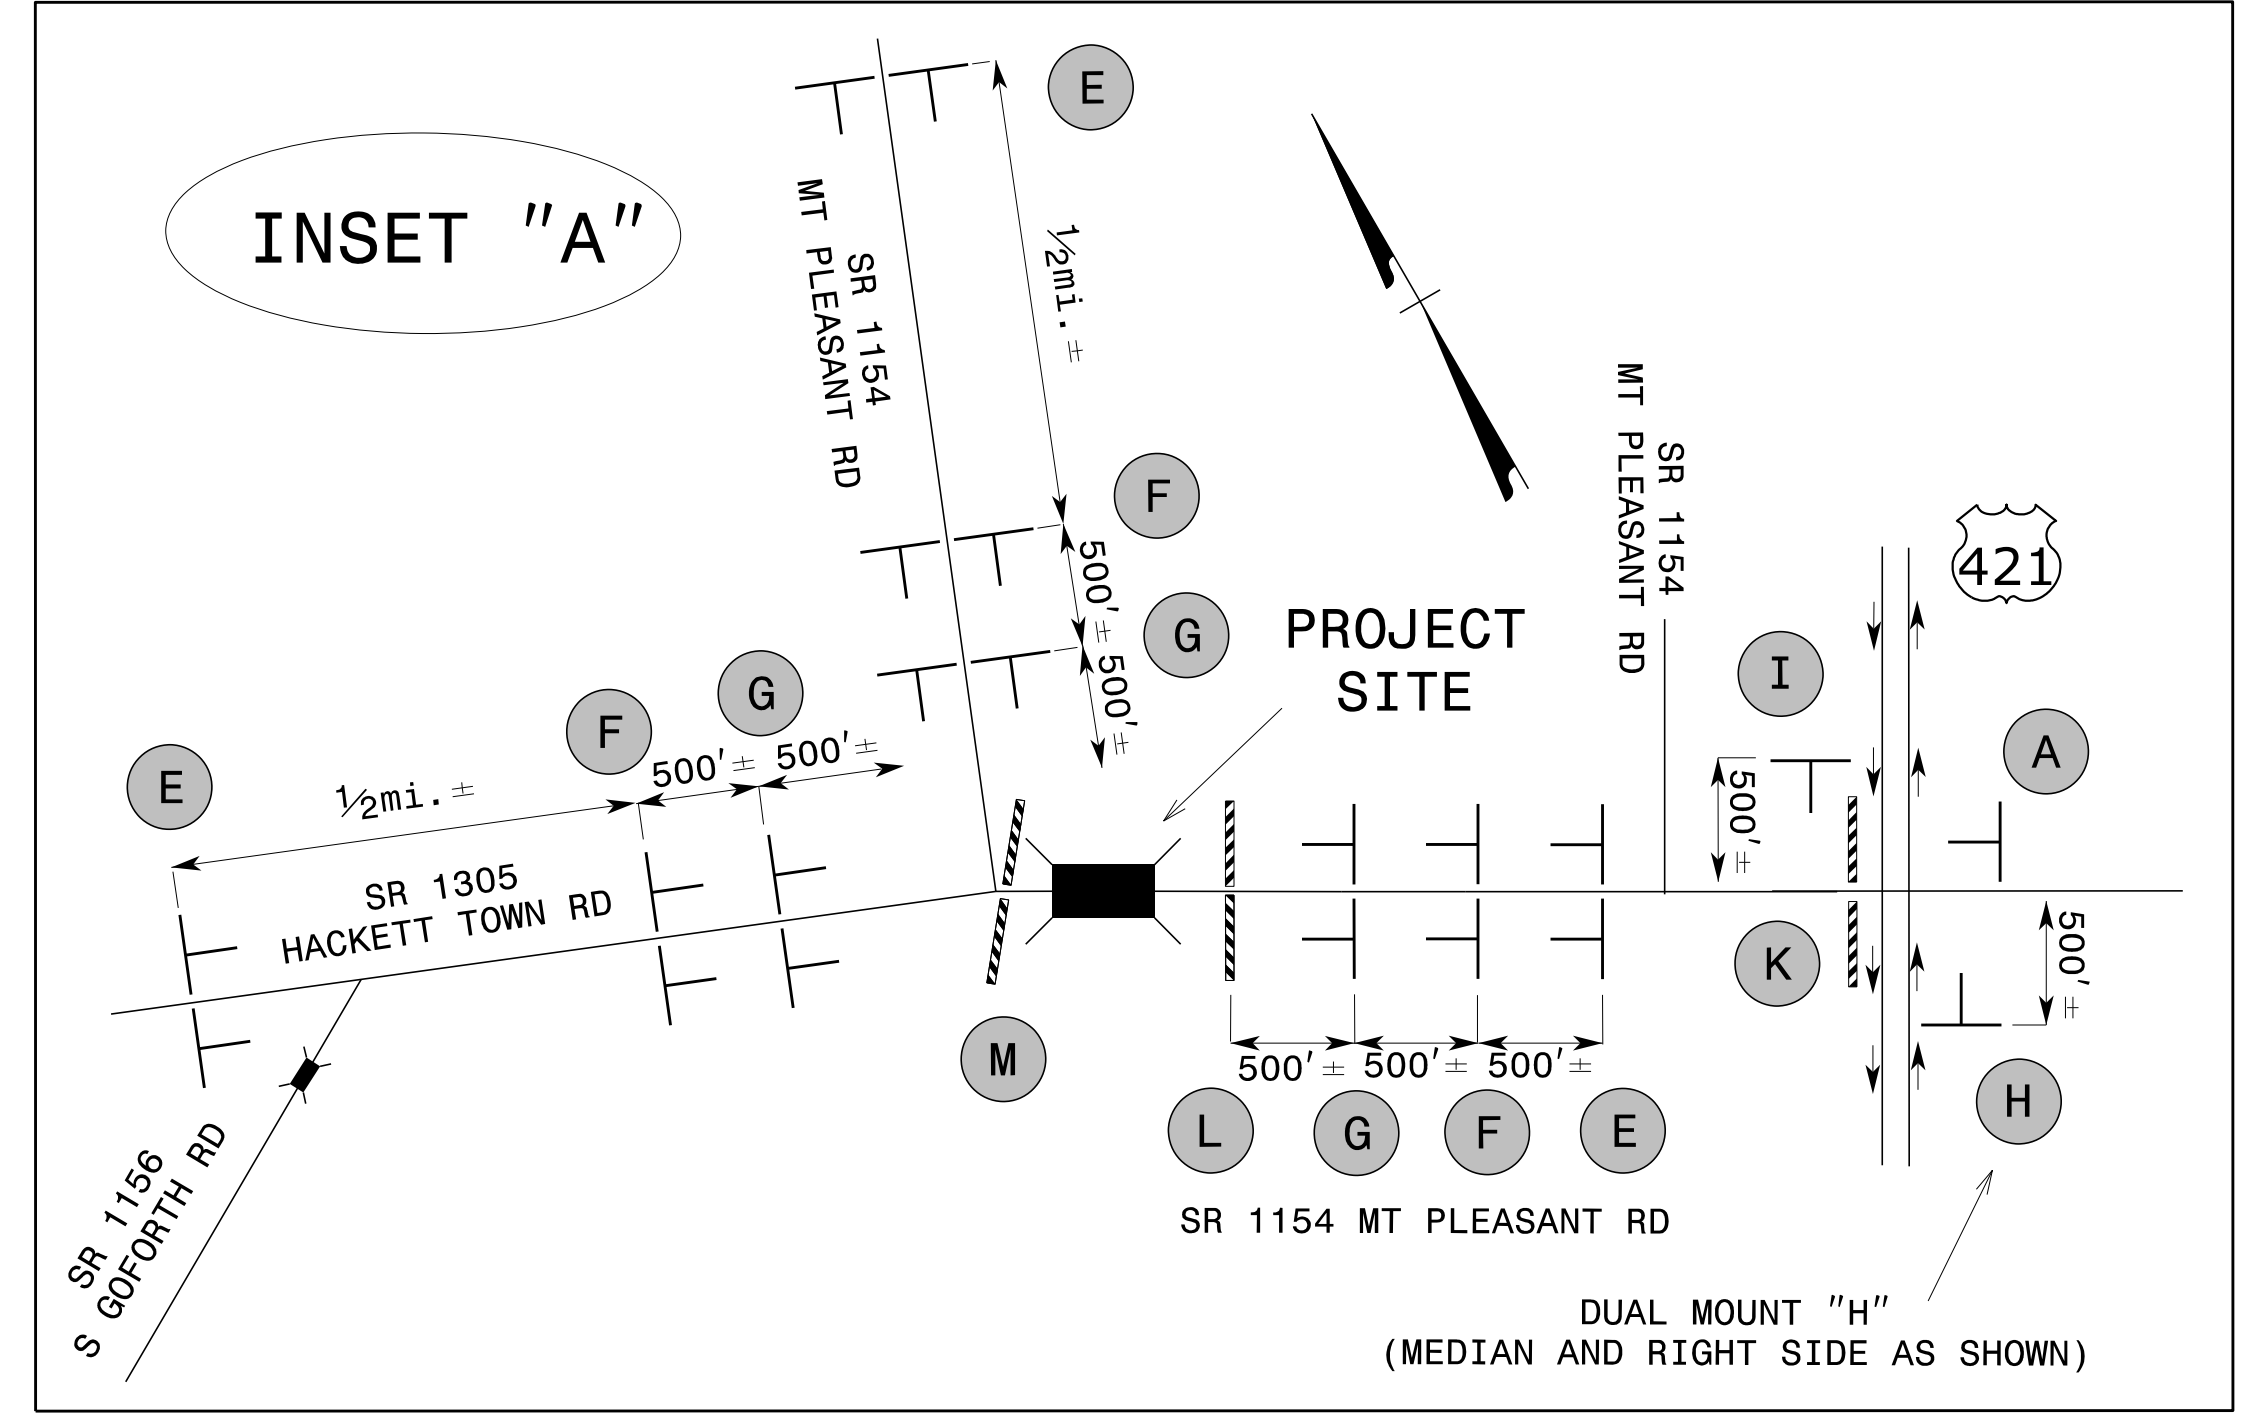 INSET "A"
E
½mi.±
SR 1154
MT PLEASANT RD
F
500'±
G
500'±
PROJECT
SITE
SR 1154
MT PLEASANT RD
421
I
A
500'±
K
500'±
H
E
½mi.±
F
500'±
G
500'±
SR 1305
HACKETT TOWN RD
M
500'± 500'± 500'±
L G F E
SR 1154 MT PLEASANT RD
SR 1156
S GOFORTH RD
DUAL MOUNT "H"
(MEDIAN AND RIGHT SIDE AS SHOWN)